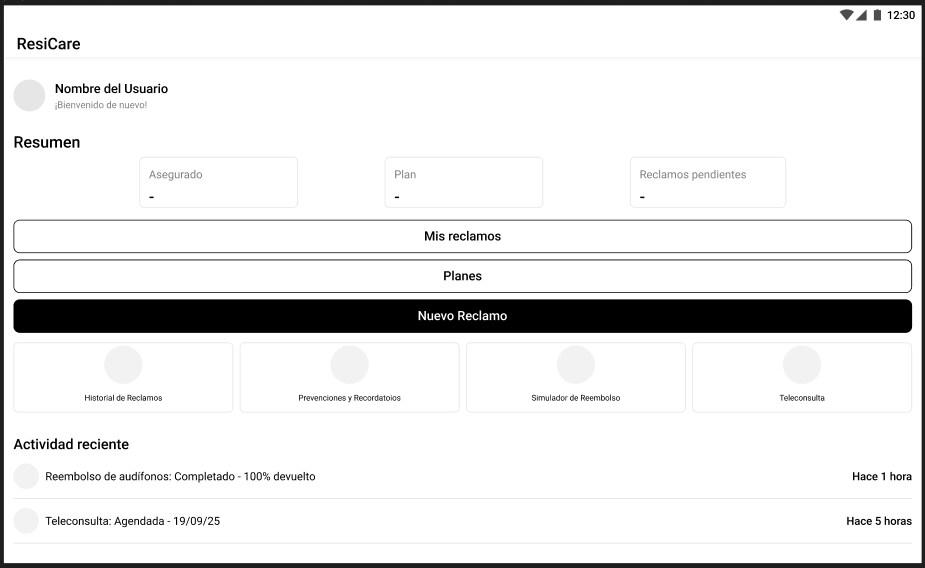 12:30
ResiCare
Nombre del Usuario
¡Bienvenido de nuevo!
Resumen
Asegurado
-
Plan
-
Reclamos pendientes
-
Mis reclamos
Planes
Nuevo Reclamo
Historial de Reclamos
Prevenciones y Recordatoios
Simulador de Reembolso
Teleconsulta
Actividad reciente
Reembolso de audífonos: Completado - 100% devuelto
Hace 1 hora
Teleconsulta: Agendada - 19/09/25
Hace 5 horas